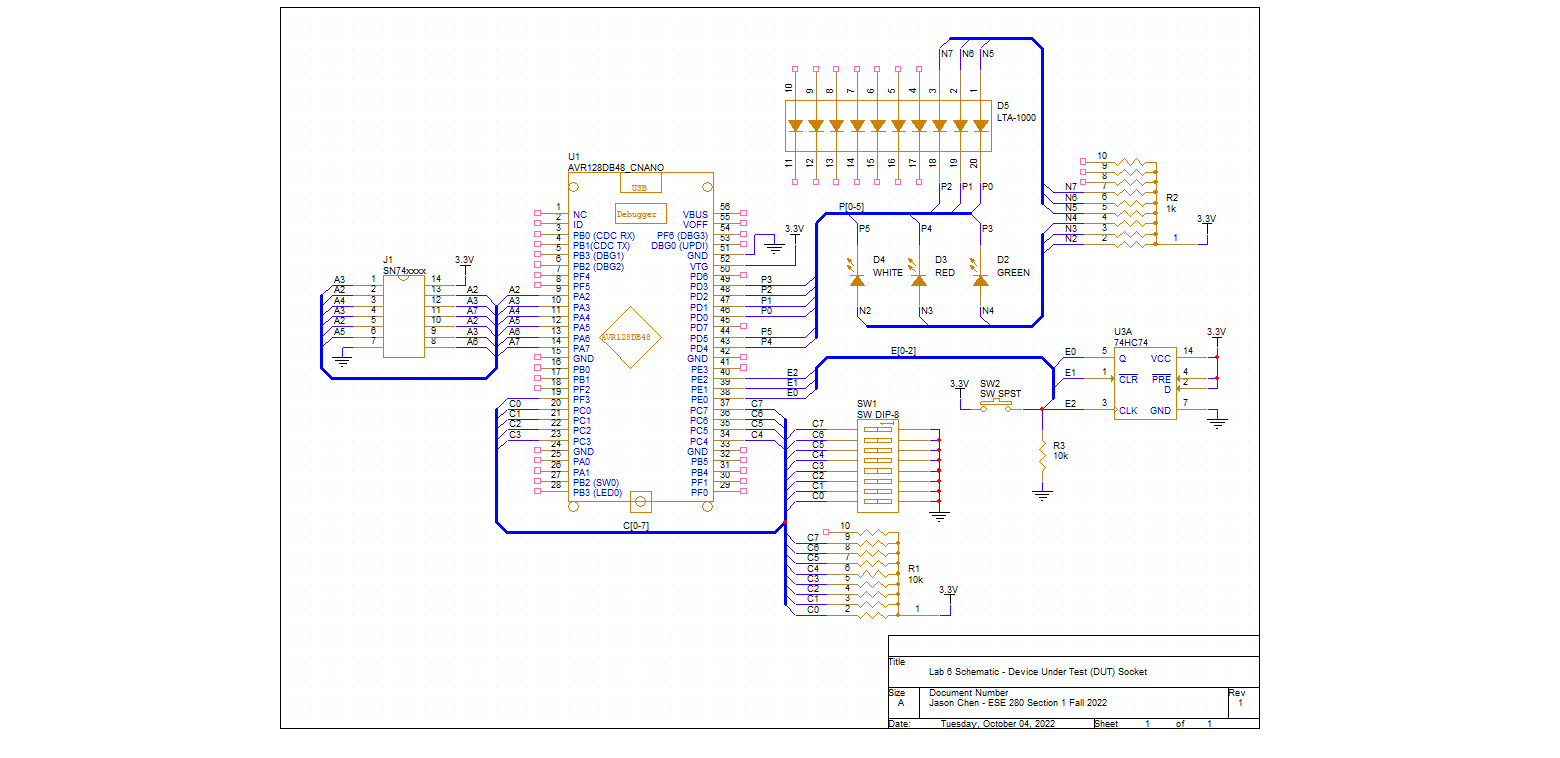 N7 N6 N5
10 9 8 7 6 5 4 3 2 1
D5
LTA-1000
11 12 13 14 15 16 17 18 19 20
P2 P1 P0
P[0-5]
P5 P4 P3
D4
WHITE
D3
RED
D2
GREEN
N2 N3 N4
10
9
8
N7 7
N6 6
N5 5
N4 4
N3 3
N2 2
R2
1k
1
3.3V
U1
AVR128DB48_CNANO
USB
Debugger
AVR128DB48
1 NC
2 ID
3 PB0 (CDC RX)
4 PB1(CDC TX)
5 PB3 (DBG1)
6 PB2 (DBG2)
7 PF4
8 PF5
A2 9 PA2
A3 10 PA3
A4 11 PA4
A5 12 PA5
A6 13 PA6
A7 14 PA7
15 GND
16 PB0
17 PB1
18 PF2
19 PF3
C0 20 PC0
C1 21 PC1
C2 22 PC2
C3 23 PC3
24 GND
25 PA0
26 PA1
27 PB2 (SW0)
28 PB3 (LED0)
VBUS 56
VOFF 55
PF6 (DBG3) 54
DBG0 (UPDI) 53
GND 51
VTG 52
PD6 50
PD3 49 P3
PD2 48 P2
PD1 47 P1
PD0 46 P0
PD7 45
PD5 44 P5
PD4 43 P4
GND 42
PE3 41
PE2 40 E2
PE1 39 E1
PE0 38 E0
PC7 37 C7
PC6 36 C6
PC5 35 C5
PC4 34 C4
GND 33
PB5 32
PB4 31
PF1 30
PF0 29
3.3V
J1
SN74xxxx
3.3V
A3 1 14
A2 2 13 A2
A4 3 12 A3
A3 4 11 A7
A2 5 10 A2
A5 6 9 A3
7 8 A6
C[0-7]
E[0-2]
SW1
SW DIP-8
C7
C6
C5
C4
C3
C2
C1
C0
3.3V
SW2
SW SPST
R3
10k
U3A
74HC74
3.3V
E0 5 Q VCC 14
E1 1 CLR PRE 4
D 2
E2 3 CLK GND 7
10
C7 9
C6 8
C5 7
C4 6
C3 5
C2 4
C1 3
C0 2
R1
10k
1
3.3V
Title
Lab 6 Schematic - Device Under Test (DUT) Socket
Size
A
Document Number
Jason Chen - ESE 280 Section 1 Fall 2022
Rev
1
Date: Tuesday, October 04, 2022 Sheet 1 of 1